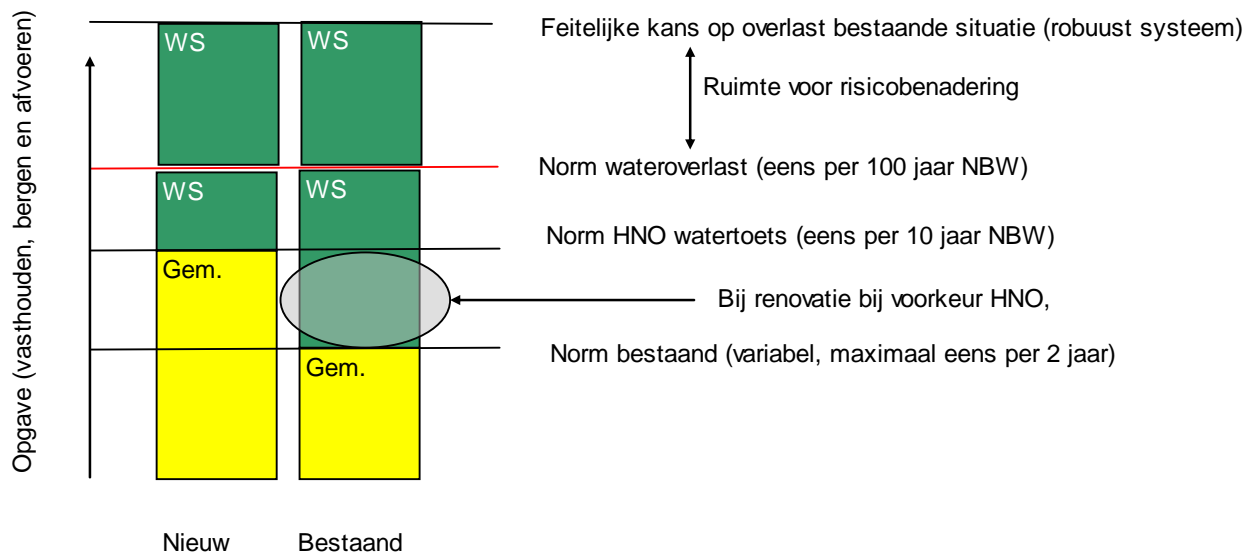 Opgave (vasthouden, bergen en afvoeren)
WS
WS
Feitelijke kans op overlast bestaande situatie (robuust systeem)
Ruimte voor risicobenadering
Norm wateroverlast (eens per 100 jaar NBW)
WS
WS
Norm HNO watertoets (eens per 10 jaar NBW)
Gem.
Bij renovatie bij voorkeur HNO,
Norm bestaand (variabel, maximaal eens per 2 jaar)
Gem.
Nieuw
Bestaand